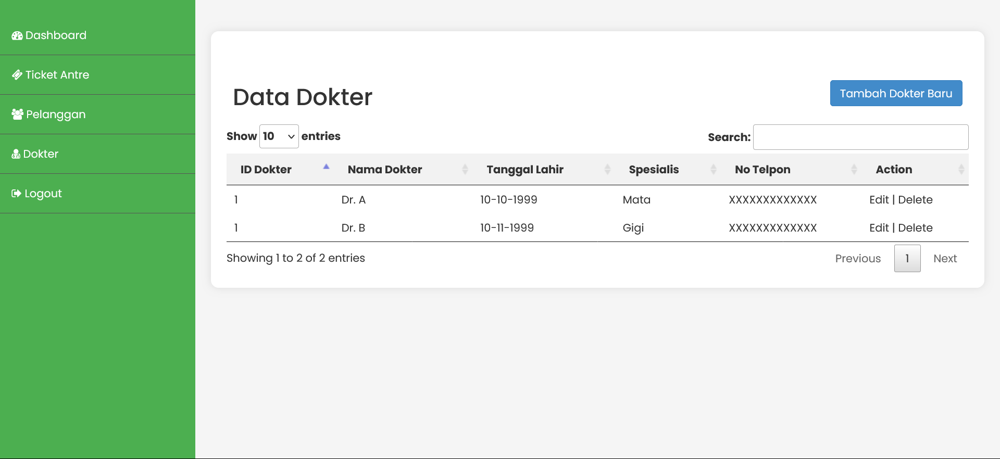 Dashboard
Ticket Antre
Pelanggan
Dokter
Logout
Data Dokter
Tambah Dokter Baru
Show 10 entries
Search:
ID Dokter Nama Dokter Tanggal Lahir Spesialis No Telpon Action
1 Dr. A 10-10-1999 Mata XXXXXXXXXXXXX Edit | Delete
1 Dr. B 10-11-1999 Gigi XXXXXXXXXXXXX Edit | Delete
Showing 1 to 2 of 2 entries
Previous 1 Next